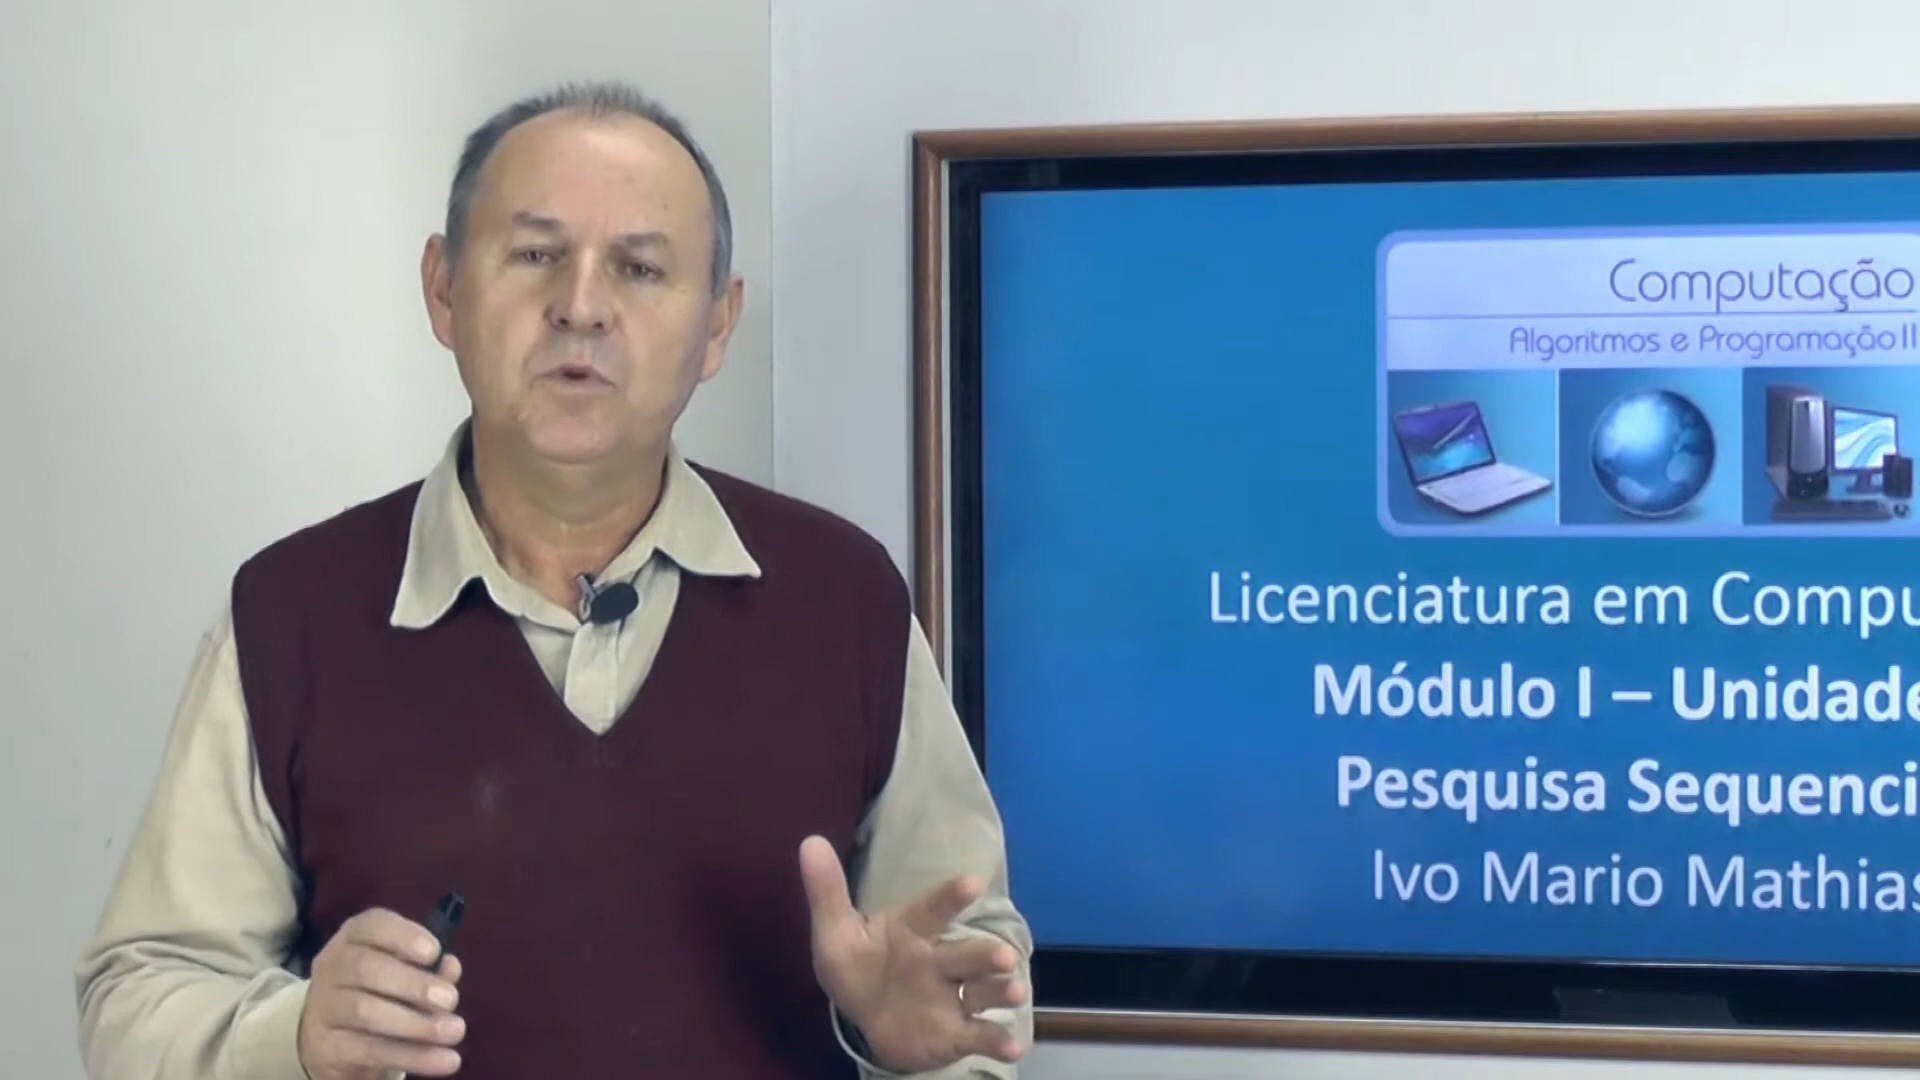 Computação
Algoritmos e Programação II
Licenciatura em Compu
Módulo I – Unidade
Pesquisa Sequenci
Ivo Mario Mathias